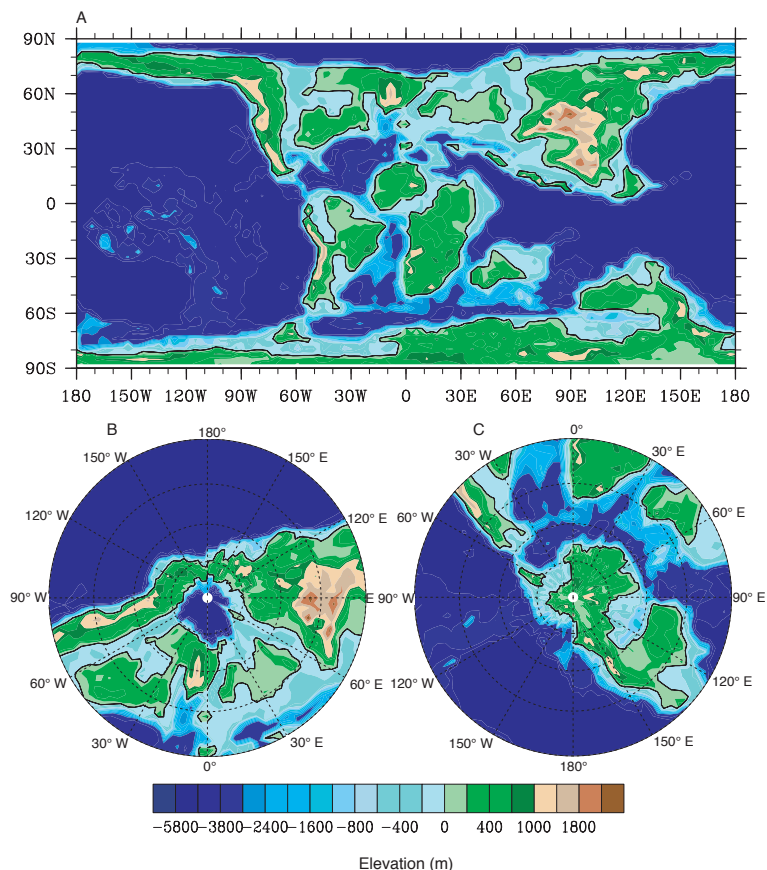 A
90N
60N
30N
0
30S
60S
90S
180 150W 120W 90W 60W 30W 0 30E 60E 90E 120E 150E 180
B
180°
150° W 150° E
120° W 120° E
90° W E
60° W 60° E
30° W 30° E
0°
C
0°
30° W 30° E
60° W 60° E
90° W 90° E
120° W 120° E
150° W 150° E
180°
-5800 -3800 -2400 -1600 -800 -400 0 400 1000 1800
Elevation (m)